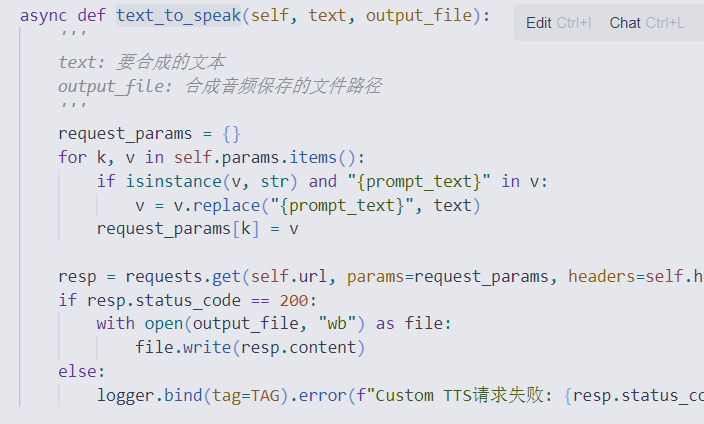 async def text_to_speak(self, text, output_file):
Edit Ctrl+I Chat Ctrl+L
'''
text: 要合成的文本
output_file: 合成音频保存的文件路径
'''
request_params = {}
for k, v in self.params.items():
if isinstance(v, str) and "{prompt_text}" in v:
v = v.replace("{prompt_text}", text)
request_params[k] = v
resp = requests.get(self.url, params=request_params, headers=self.h
if resp.status_code == 200:
with open(output_file, "wb") as file:
file.write(resp.content)
else:
logger.bind(tag=TAG).error(f"Custom TTS请求失败: {resp.status_co